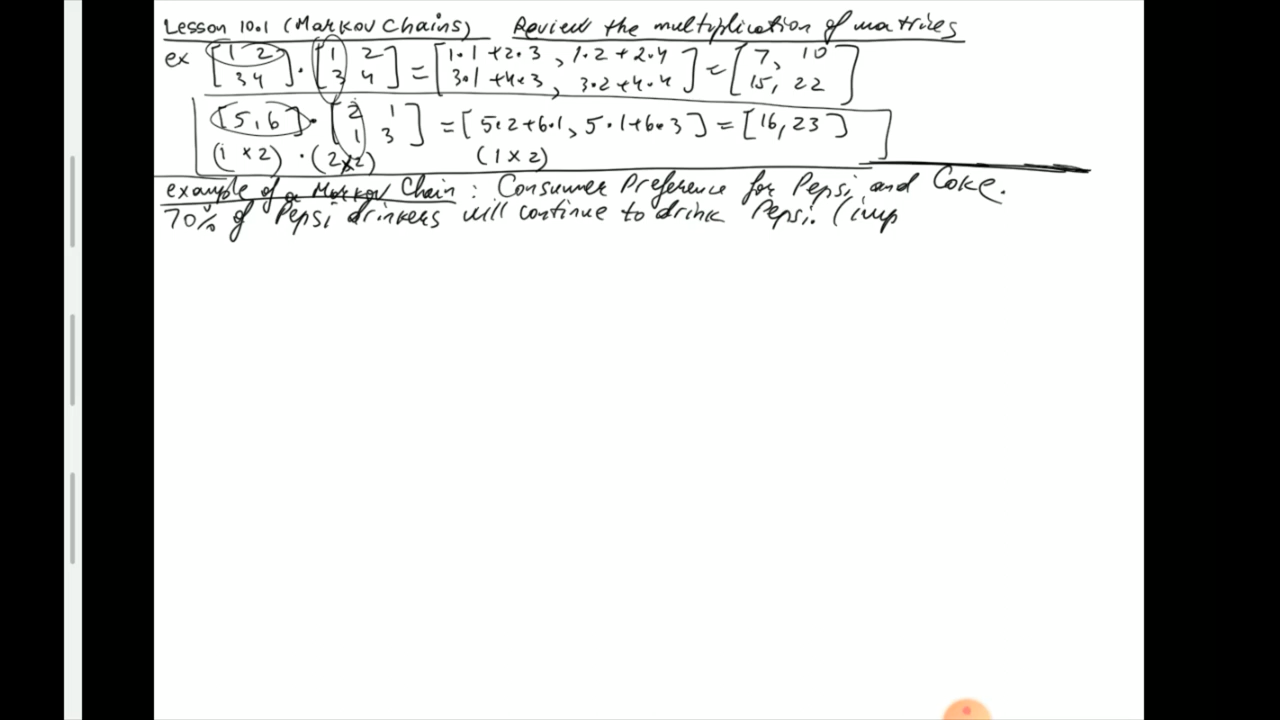 Lesson 10.1 (Markov Chains) Review the multiplication of matrices
ex [1 2 · [1 2 = [1·1+2·3, 1·2+2·4 = [7, 10
3 4] 3 4] 3·1+4·3, 3·2+4·4] 15, 22]
[5, 6] · [2 1 = [5·2+6·1, 5·1+6·3] = [16, 23]
1 3]
(1 × 2) · (2×2) (1 × 2)
example of a Markov Chain : Consumer Preference for Pepsi and Coke.
70% of Pepsi drinkers will continue to drink Pepsi. (imp